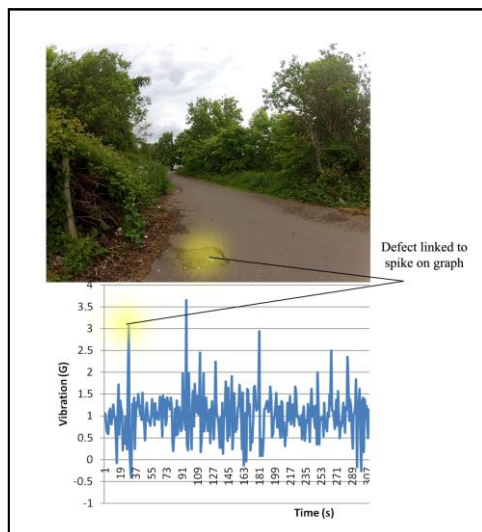 Defect linked to
spike on graph
4
3.5
3
2.5
2
1.5
1
0.5
0
-0.5
-1
Vibration (G)
1 19 37 55 73 91 109 127 145 163 181 199 217 235 253 271 289 307
Time (s)